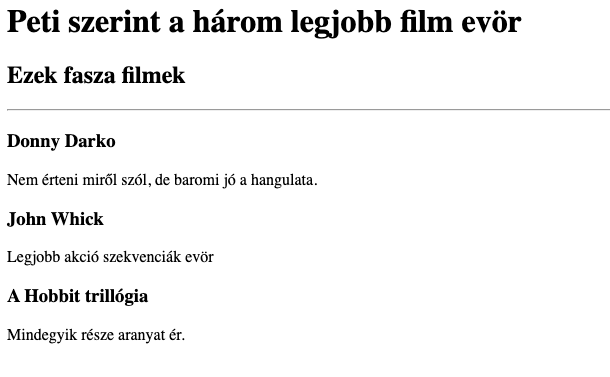 Peti szerint a három legjobb film evör
Ezek fasza filmek
Donny Darko
Nem érteni miről szól, de baromi jó a hangulata.
John Whick
Legjobb akció szekvenciák evör
A Hobbit trillógia
Mindegyik része aranyat ér.